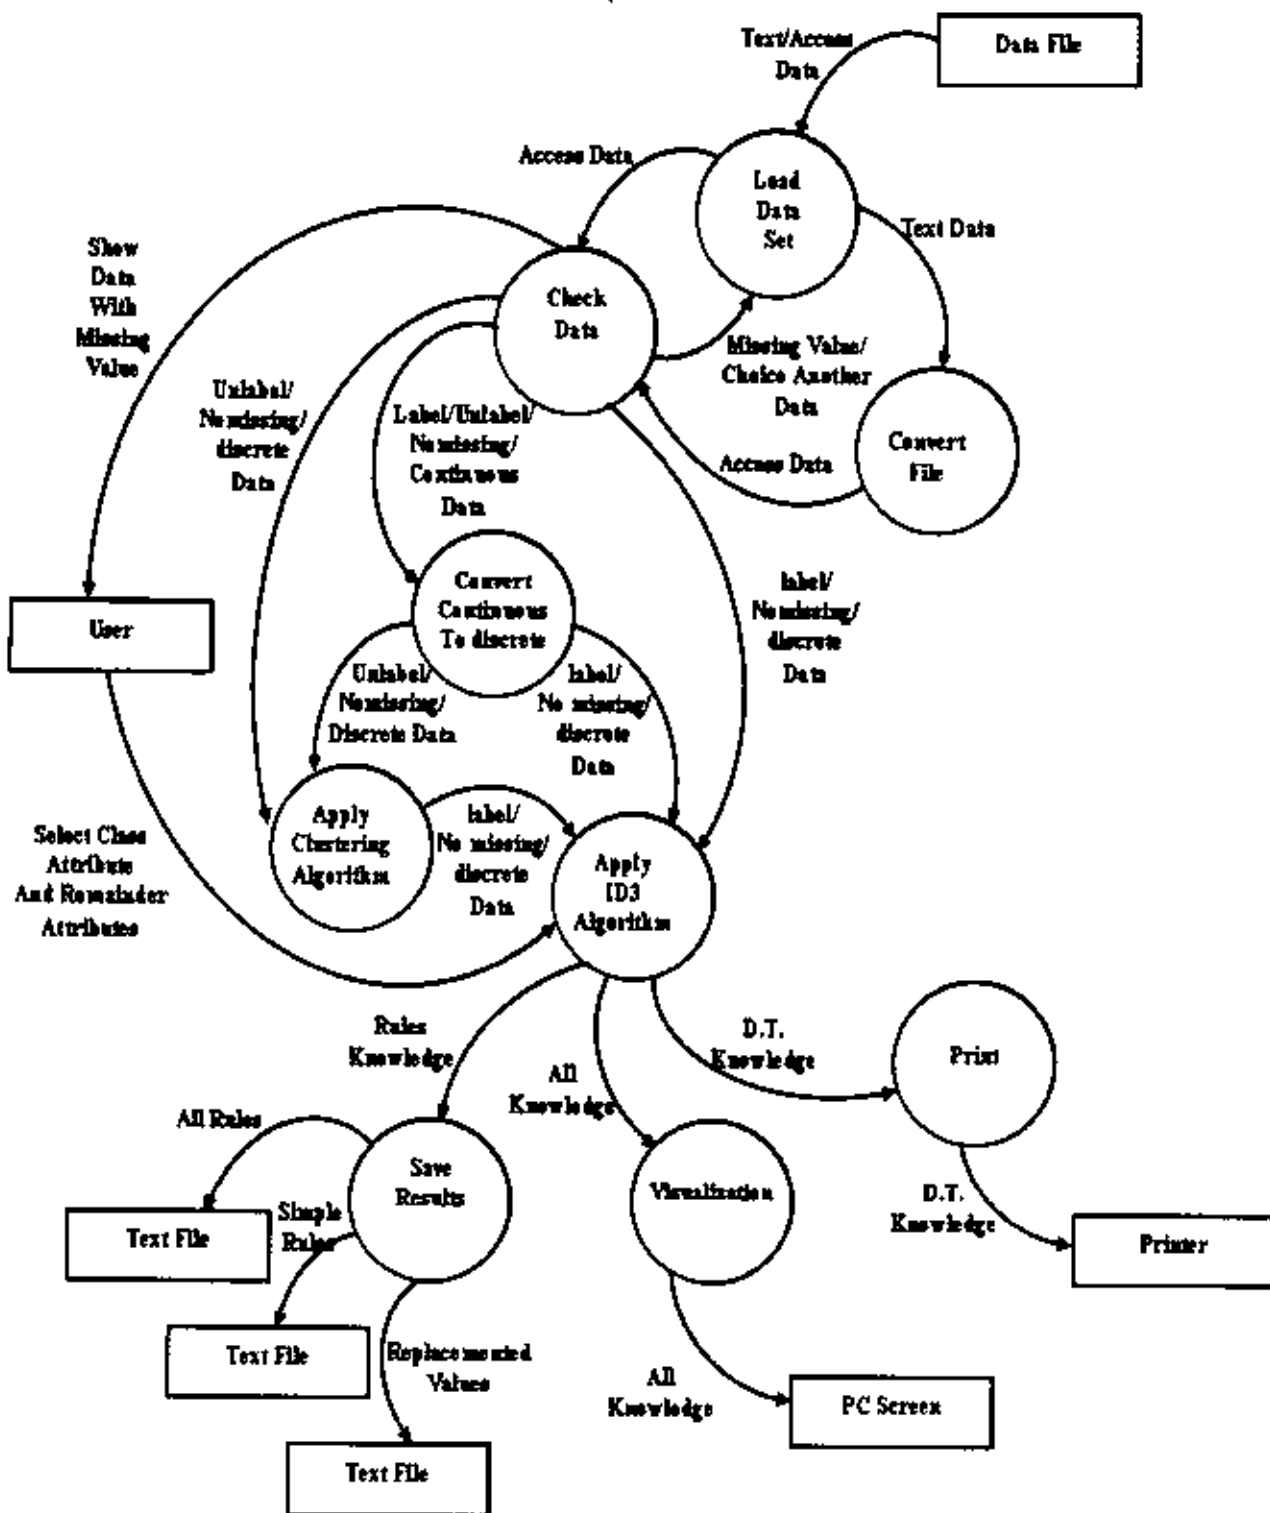 Text/Access
Data
Data File
Access Data
Load
Data
Set
Text Data
Show
Data
With
Missing
Value
Check
Data
Missing Value/
Choice Another
Data
Unlabel/
Nomissing/
discrete
Data
Label/Unlabel/
Nomissing/
Continuous
Data
Access Data
Convert
File
Convert
Continuous
To discrete
label/
Nomissing/
discrete
Data
User
Unlabel/
Nomissing/
Discrete Data
label/
No missing/
discrete
Data
Apply
Clustering
Algorithm
label/
No missing/
discrete
Data
Apply
ID3
Algorithm
Select Class
Attribute
And Remainder
Attributes
Rules
Knowledge
All
Knowledge
D.T.
Knowledge
Print
All Rules
Save
Results
Visualization
D.T.
Knowledge
Simple
Rules
Text File
Printer
Text File
Replacemented
Values
All
Knowledge
PC Screen
Text File